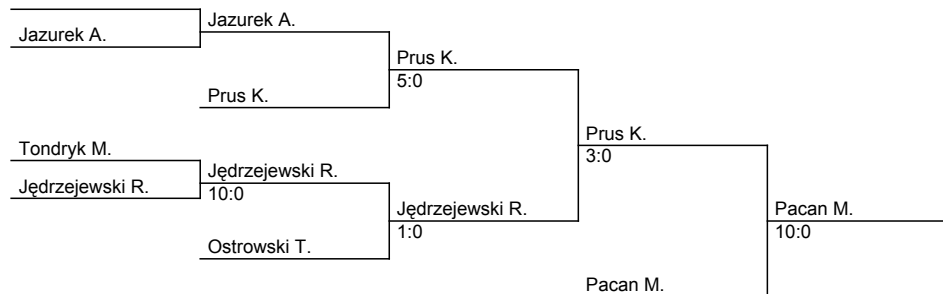 Jazurek A.
Jazurek A.
Prus K.
5:0
Prus K.
Prus K.
3:0
Tondryk M.
Jędrzejewski R.
Jędrzejewski R.
10:0
Jędrzejewski R.
1:0
Pacan M.
10:0
Ostrowski T.
Pacan M.